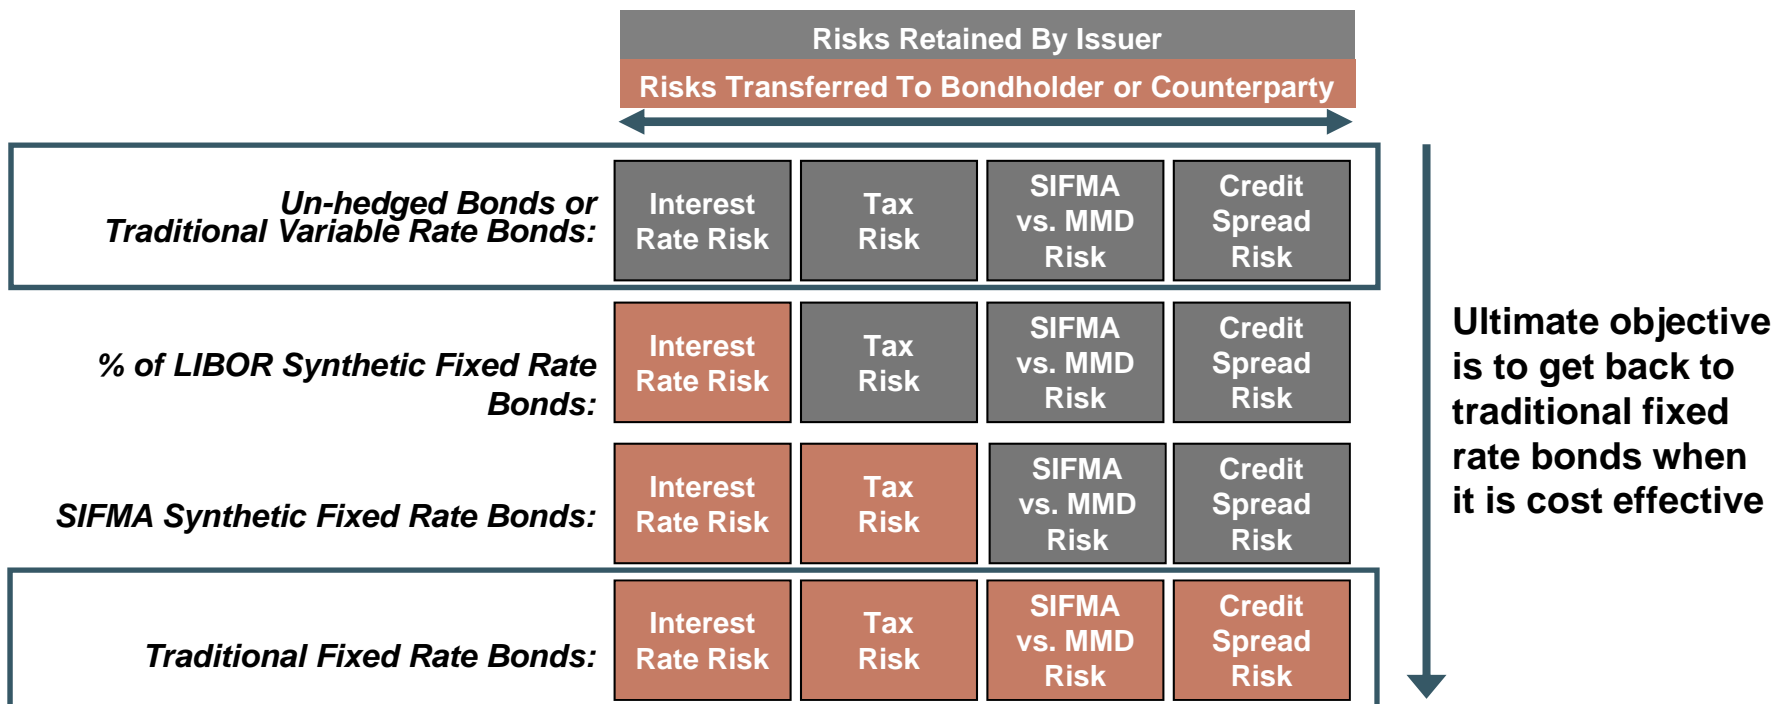 Risks Retained By Issuer
Risks Transferred To Bondholder or Counterparty
Un-hedged Bonds or
Traditional Variable Rate Bonds:
Interest
Rate Risk
Tax
Risk
SIFMA
vs. MMD
Risk
Credit
Spread
Risk
% of LIBOR Synthetic Fixed Rate
Bonds:
Interest
Rate Risk
Tax
Risk
SIFMA
vs. MMD
Risk
Credit
Spread
Risk
SIFMA Synthetic Fixed Rate Bonds:
Interest
Rate Risk
Tax
Risk
SIFMA
vs. MMD
Risk
Credit
Spread
Risk
Traditional Fixed Rate Bonds:
Interest
Rate Risk
Tax
Risk
SIFMA
vs. MMD
Risk
Credit
Spread
Risk
Ultimate objective
is to get back to
traditional fixed
rate bonds when
it is cost effective